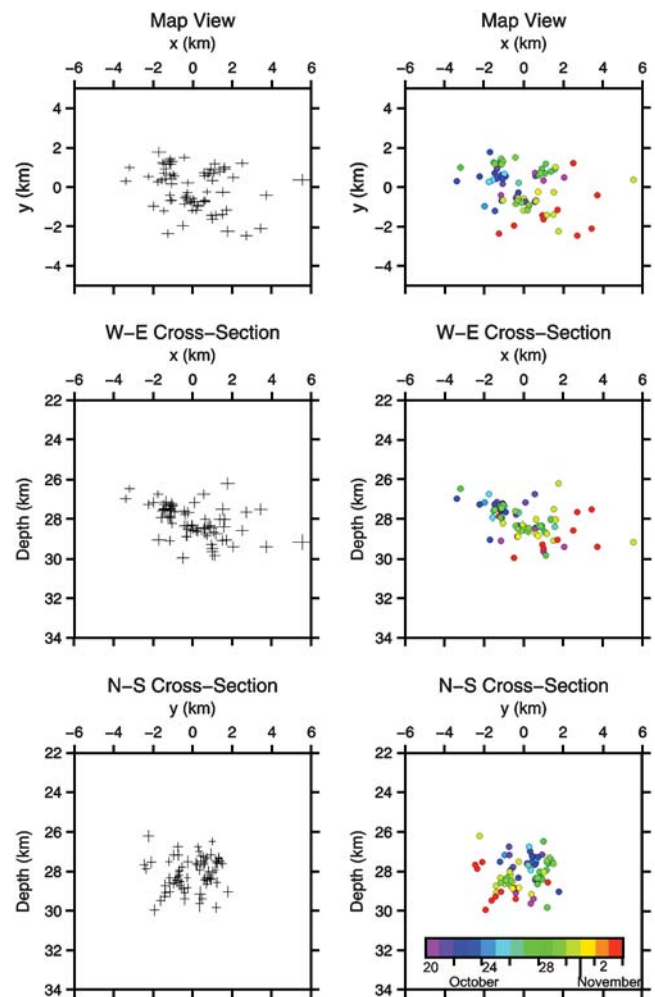 Map View
x (km)
−6 −4 −2 0 2 4 6
4
2
0
−2
−4
y (km)
Map View
x (km)
−6 −4 −2 0 2 4 6
4
2
0
−2
−4
y (km)
W−E Cross−Section
x (km)
−6 −4 −2 0 2 4 6
22
24
26
28
30
32
34
Depth (km)
W−E Cross−Section
x (km)
−6 −4 −2 0 2 4 6
22
24
26
28
30
32
34
Depth (km)
N−S Cross−Section
y (km)
−6 −4 −2 0 2 4 6
22
24
26
28
30
32
34
Depth (km)
N−S Cross−Section
y (km)
−6 −4 −2 0 2 4 6
22
24
26
28
30
32
34
Depth (km)
20 24 28 2
October November